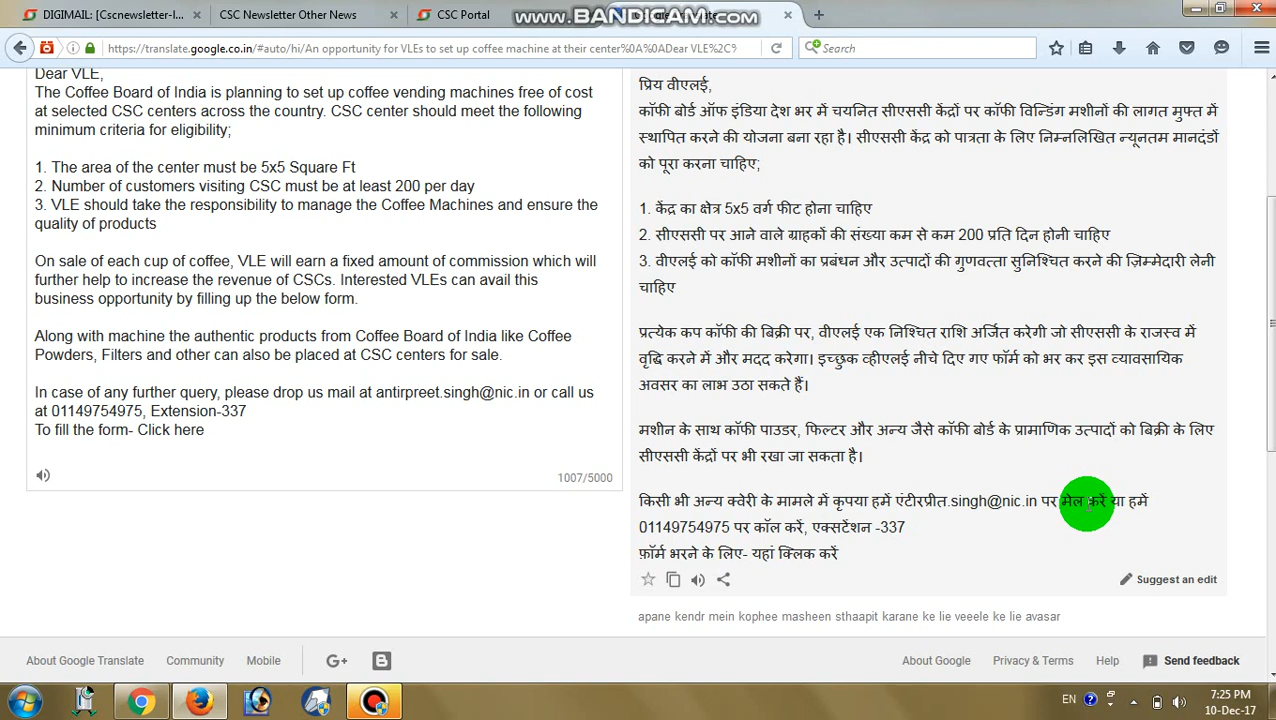 DIGIMAIL: [Cscnewsletter-l...
CSC Newsletter Other News
CSC Portal
www.BANDICAM.com
https://translate.google.co.in/#auto/hi/An opportunity for VLEs to set up coffee machine at their center%0A%0ADear VLE%2C%
Search
Dear VLE,
The Coffee Board of India is planning to set up coffee vending machines free of cost
at selected CSC centers across the country. CSC center should meet the following
minimum criteria for eligibility;
1. The area of the center must be 5x5 Square Ft
2. Number of customers visiting CSC must be at least 200 per day
3. VLE should take the responsibility to manage the Coffee Machines and ensure the
quality of products
On sale of each cup of coffee, VLE will earn a fixed amount of commission which will
further help to increase the revenue of CSCs. Interested VLEs can avail this
business opportunity by filling up the below form.
Along with machine the authentic products from Coffee Board of India like Coffee
Powders, Filters and other can also be placed at CSC centers for sale.
In case of any further query, please drop us mail at antirpreet.singh@nic.in or call us
at 01149754975, Extension-337
To fill the form- Click here
1007/5000
प्रिय वीएलई,
कॉफी बोर्ड ऑफ इंडिया देश भर में चयनित सीएससी केंद्रों पर कॉफी विन्डिंग मशीनों की लागत मुफ्त में
स्थापित करने की योजना बना रहा है। सीएससी केंद्र को पात्रता के लिए निम्नलिखित न्यूनतम मानदंडों
को पूरा करना चाहिए;
1. केंद्र का क्षेत्र 5x5 वर्ग फीट होना चाहिए
2. सीएससी पर आने वाले ग्राहकों की संख्या कम से कम 200 प्रति दिन होनी चाहिए
3. वीएलई को कॉफी मशीनों का प्रबंधन और उत्पादों की गुणवत्ता सुनिश्चित करने की ज़िम्मेदारी लेनी
चाहिए
प्रत्येक कप कॉफी की बिक्री पर, वीएलई एक निश्चित राशि अर्जित करेगी जो सीएससी के राजस्व में
वृद्धि करने में और मदद करेगा। इच्छुक व्हीएलई नीचे दिए गए फॉर्म को भर कर इस व्यावसायिक
अवसर का लाभ उठा सकते हैं।
मशीन के साथ कॉफी पाउडर, फिल्टर और अन्य जैसे कॉफी बोर्ड के प्रामाणिक उत्पादों को बिक्री के लिए
सीएससी केंद्रों पर भी रखा जा सकता है।
किसी भी अन्य क्वेरी के मामले में कृपया हमें एंटीरप्रीत.singh@nic.in पर मेल करें या हमें
01149754975 पर कॉल करें, एक्सटेंशन -337
फ़ॉर्म भरने के लिए- यहां क्लिक करें
Suggest an edit
apane kendr mein kophee masheen sthaapit karane ke lie veeele ke lie avasar
About Google Translate Community Mobile G+ About Google Privacy & Terms Help Send feedback
EN
7:25 PM
10-Dec-17